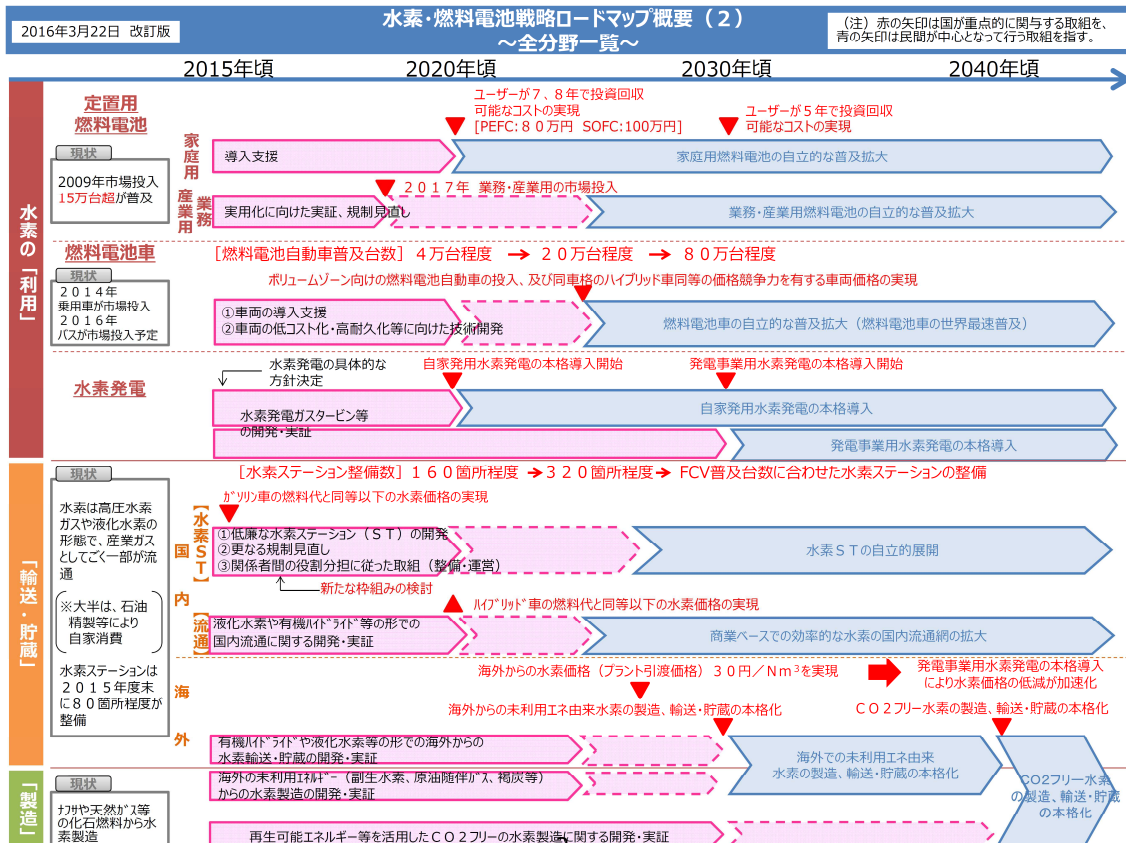 2016年3月22日 改訂版
水素・燃料電池戦略ロードマップ概要（２）
～全分野一覧～
（注）赤の矢印は国が重点的に関与する取組を、
青の矢印は民間が中心となって行う取組を指す。
2015年頃
2020年頃
2030年頃
2040年頃
水素の「利用」
定置用
燃料電池
現状
2009年市場投入
15万台超が普及
家庭用
ユーザーが７、８年で投資回収
可能なコストの実現
[PEFC:８０万円 SOFC:100万円]
ユーザーが５年で投資回収
可能なコストの実現
導入支援
家庭用燃料電池の自立的な普及拡大
業務
産業用
２０１７年 業務・産業用の市場投入
実用化に向けた実証、規制見直し
業務・産業用燃料電池の自立的な普及拡大
燃料電池車
現状
２０１４年
乗用車が市場投入
２０１６年
バスが市場投入予定
［燃料電池自動車普及台数］４万台程度 → ２０万台程度 → ８０万台程度
ボリュームゾーン向けの燃料電池自動車の投入、及び同車格のハイブリッド車同等の価格競争力を有する車両価格の実現
①車両の導入支援
②車両の低コスト化・高耐久化等に向けた技術開発
燃料電池車の自立的な普及拡大（燃料電池車の世界最速普及）
水素発電
水素発電の具体的な
方針決定
自家発用水素発電の本格導入開始
発電事業用水素発電の本格導入開始
水素発電ガスタービン等
の開発・実証
自家発用水素発電の本格導入
発電事業用水素発電の本格導入
「輸送・貯蔵」
現状
水素は高圧水素
ガスや液化水素の
形態で、産業ガス
としてごく一部が流
通
※大半は、石油
精製等により
自家消費
水素ステーションは
２０１５年度末
に８０箇所程度が
整備
国内
【水素ＳＴ】
［水素ステーション整備数］１６０箇所程度 →３２０箇所程度→ FCV普及台数に合わせた水素ステーションの整備
ｶﾞｿﾘﾝ車の燃料代と同等以下の水素価格の実現
①低廉な水素ステーション（ＳＴ）の開発
②更なる規制見直し
③関係者間の役割分担に従った取組（整備・運営）
水素ＳＴの自立的展開
新たな枠組みの検討
【流通】
ﾊｲﾌﾞﾘｯﾄﾞ車の燃料代と同等以下の水素価格の実現
液化水素や有機ﾊｲﾄﾞﾗｲﾄﾞ等の形での
国内流通に関する開発・実証
商業ベースでの効率的な水素の国内流通網の拡大
海外
海外からの水素価格（プラント引渡価格）３０円／Ｎｍ³を実現
発電事業用水素発電の本格導入
により水素価格の低減が加速化
海外からの未利用エネ由来水素の製造、輸送・貯蔵の本格化
ＣＯ２フリー水素の製造、輸送・貯蔵の本格化
有機ﾊｲﾄﾞﾗｲﾄﾞや液化水素等の形での海外からの
水素輸送・貯蔵の開発・実証
海外での未利用エネ由来
水素の製造、輸送・貯蔵の本格化
CO2フリー水素
の製造、輸送・貯蔵
の本格化
「製造」
現状
ﾅﾌｻや天然ｶﾞｽ等
の化石燃料から水
素製造
海外の未利用ｴﾈﾙｷﾞｰ（副生水素、原油随伴ｶﾞｽ、褐炭等）
からの水素製造の開発・実証
再生可能エネルギー等を活用したＣＯ２フリーの水素製造に関する開発・実証